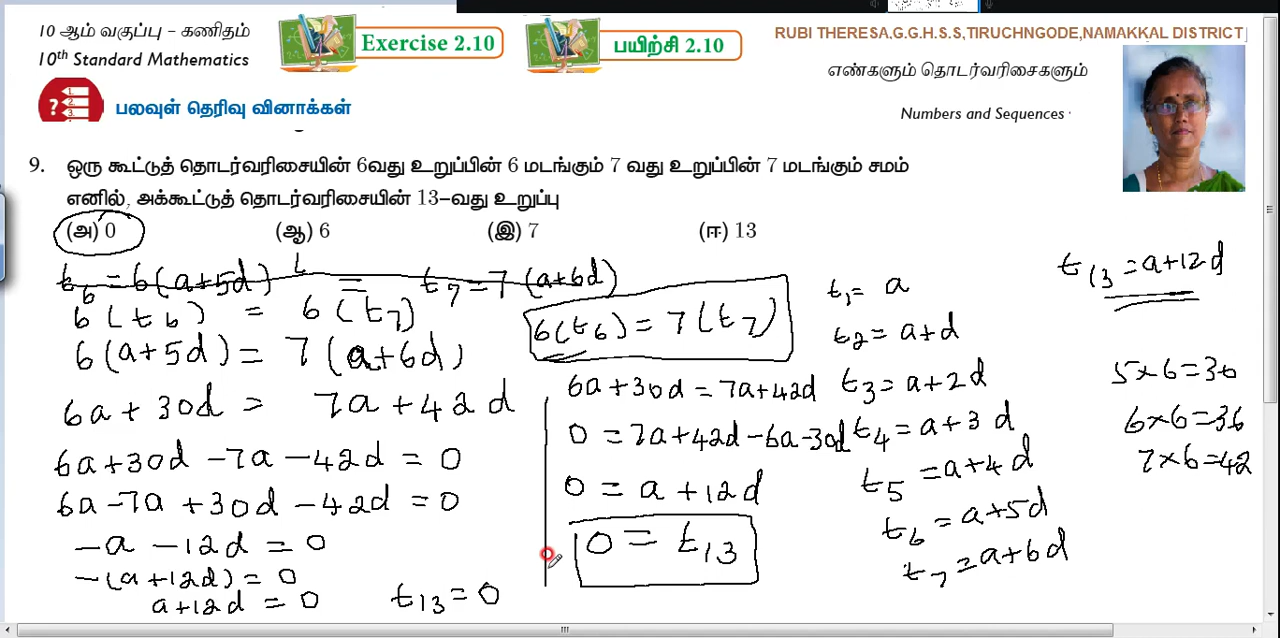 10 ஆம் வகுப்பு – கணிதம்
10th Standard Mathematics
Exercise 2.10
பயிற்சி 2.10
RUBI THERESA,G.G.H.S.S,TIRUCHNGODE,NAMAKKAL DISTRICT
எண்களும் தொடர்வரிசைகளும்
Numbers and Sequences
பலவுள் தெரிவு வினாக்கள்
9. ஒரு கூட்டுத் தொடர்வரிசையின் 6வது உறுப்பின் 6 மடங்கும் 7 வது உறுப்பின் 7 மடங்கும் சமம்
எனில், அக்கூட்டுத் தொடர்வரிசையின் 13–வது உறுப்பு
(அ) 0 (ஆ) 6 (இ) 7 (ஈ) 13
t6 = 6(a+5d) = t7 = 7(a+6d)
6(t6) = 6(t7)
6(a+5d) = 7(a+6d)
6a + 30d = 7a + 42d
6a+30d -7a -42d = 0
6a-7a +30d -42d = 0
-a -12d = 0
-(a+12d) = 0
a+12d = 0 t13 = 0
6(t6) = 7(t7)
6a+30d = 7a+42d
0 = 7a+42d-6a-30d
0 = a+12d
0 = t13
t1 = a
t2 = a+d
t3 = a+2d
t4 = a+3d
t5 = a+4d
t6 = a+5d
t7 = a+6d
t13 = a+12d
5×6=30
6×6=36
7×6=42